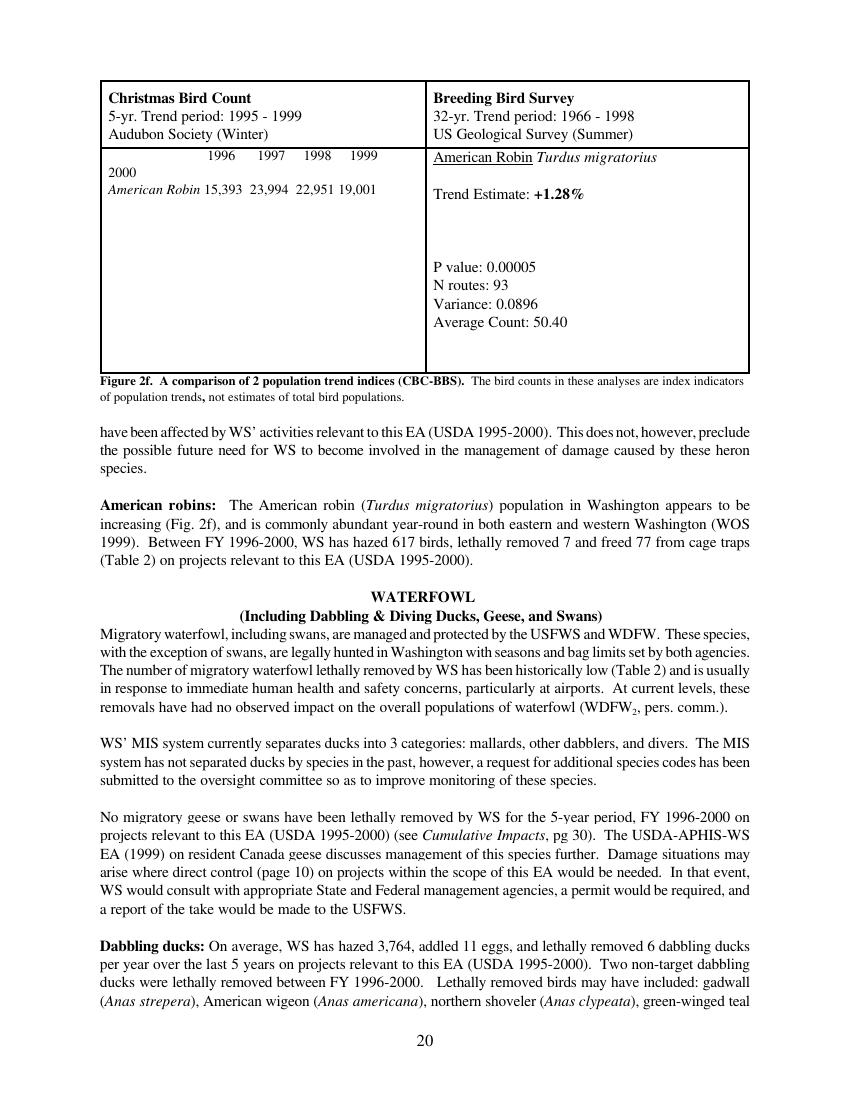 Christmas Bird Count
5-yr. Trend period: 1995 - 1999
Audubon Society (Winter)
Breeding Bird Survey
32-yr. Trend period: 1966 - 1998
US Geological Survey (Summer)
1996 1997 1998 1999
2000
American Robin 15,393 23,994 22,951 19,001
American Robin Turdus migratorius
Trend Estimate: +1.28%
P value: 0.00005
N routes: 93
Variance: 0.0896
Average Count: 50.40
Figure 2f. A comparison of 2 population trend indices (CBC-BBS). The bird counts in these analyses are index indicators
of population trends, not estimates of total bird populations.
have been affected by WS' activities relevant to this EA (USDA 1995-2000). This does not, however, preclude
the possible future need for WS to become involved in the management of damage caused by these heron
species.
American robins: The American robin (Turdus migratorius) population in Washington appears to be
increasing (Fig. 2f), and is commonly abundant year-round in both eastern and western Washington (WOS
1999). Between FY 1996-2000, WS has hazed 617 birds, lethally removed 7 and freed 77 from cage traps
(Table 2) on projects relevant to this EA (USDA 1995-2000).
WATERFOWL
(Including Dabbling & Diving Ducks, Geese, and Swans)
Migratory waterfowl, including swans, are managed and protected by the USFWS and WDFW. These species,
with the exception of swans, are legally hunted in Washington with seasons and bag limits set by both agencies.
The number of migratory waterfowl lethally removed by WS has been historically low (Table 2) and is usually
in response to immediate human health and safety concerns, particularly at airports. At current levels, these
removals have had no observed impact on the overall populations of waterfowl (WDFW2, pers. comm.).
WS' MIS system currently separates ducks into 3 categories: mallards, other dabblers, and divers. The MIS
system has not separated ducks by species in the past, however, a request for additional species codes has been
submitted to the oversight committee so as to improve monitoring of these species.
No migratory geese or swans have been lethally removed by WS for the 5-year period, FY 1996-2000 on
projects relevant to this EA (USDA 1995-2000) (see Cumulative Impacts, pg 30). The USDA-APHIS-WS
EA (1999) on resident Canada geese discusses management of this species further. Damage situations may
arise where direct control (page 10) on projects within the scope of this EA would be needed. In that event,
WS would consult with appropriate State and Federal management agencies, a permit would be required, and
a report of the take would be made to the USFWS.
Dabbling ducks: On average, WS has hazed 3,764, addled 11 eggs, and lethally removed 6 dabbling ducks
per year over the last 5 years on projects relevant to this EA (USDA 1995-2000). Two non-target dabbling
ducks were lethally removed between FY 1996-2000. Lethally removed birds may have included: gadwall
(Anas strepera), American wigeon (Anas americana), northern shoveler (Anas clypeata), green-winged teal
20